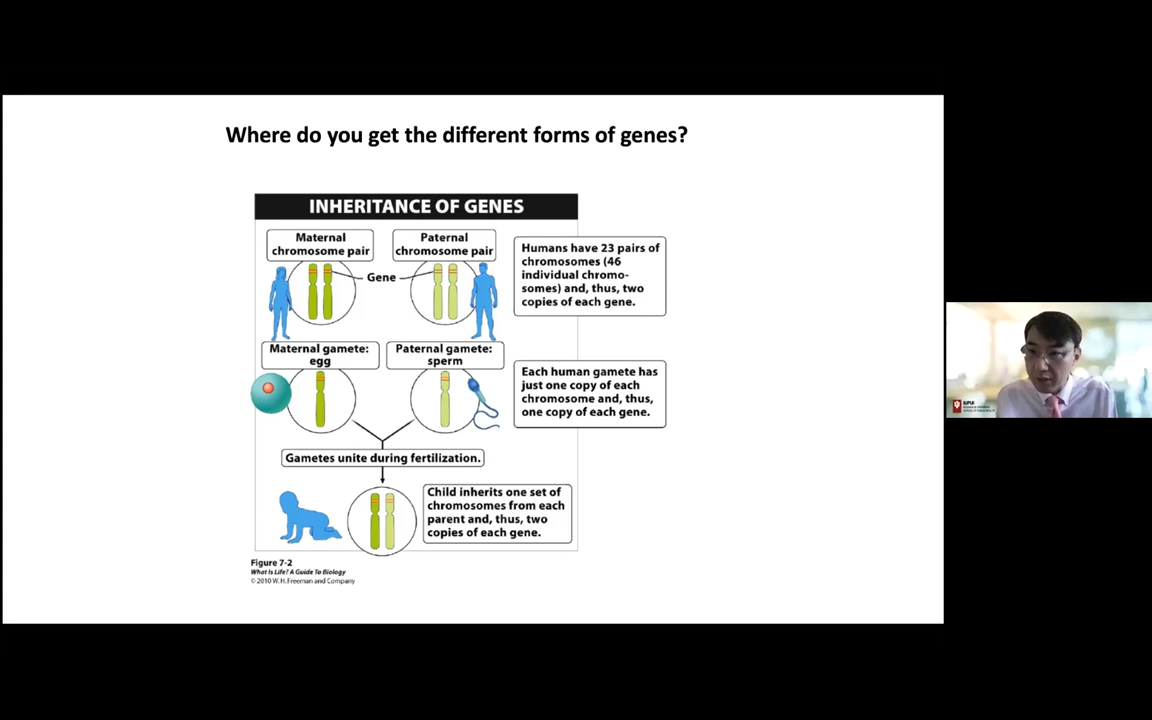 Where do you get the different forms of genes?
INHERITANCE OF GENES
Maternal
chromosome pair
Paternal
chromosome pair
Gene
Humans have 23 pairs of
chromosomes (46
individual chromo-
somes) and, thus, two
copies of each gene.
Maternal gamete:
egg
Paternal gamete:
sperm
Each human gamete has
just one copy of each
chromosome and, thus,
one copy of each gene.
Gametes unite during fertilization.
Child inherits one set of
chromosomes from each
parent and, thus, two
copies of each gene.
Figure 7-2
What Is Life? A Guide To Biology
© 2010 W. H. Freeman and Company
IUPUI